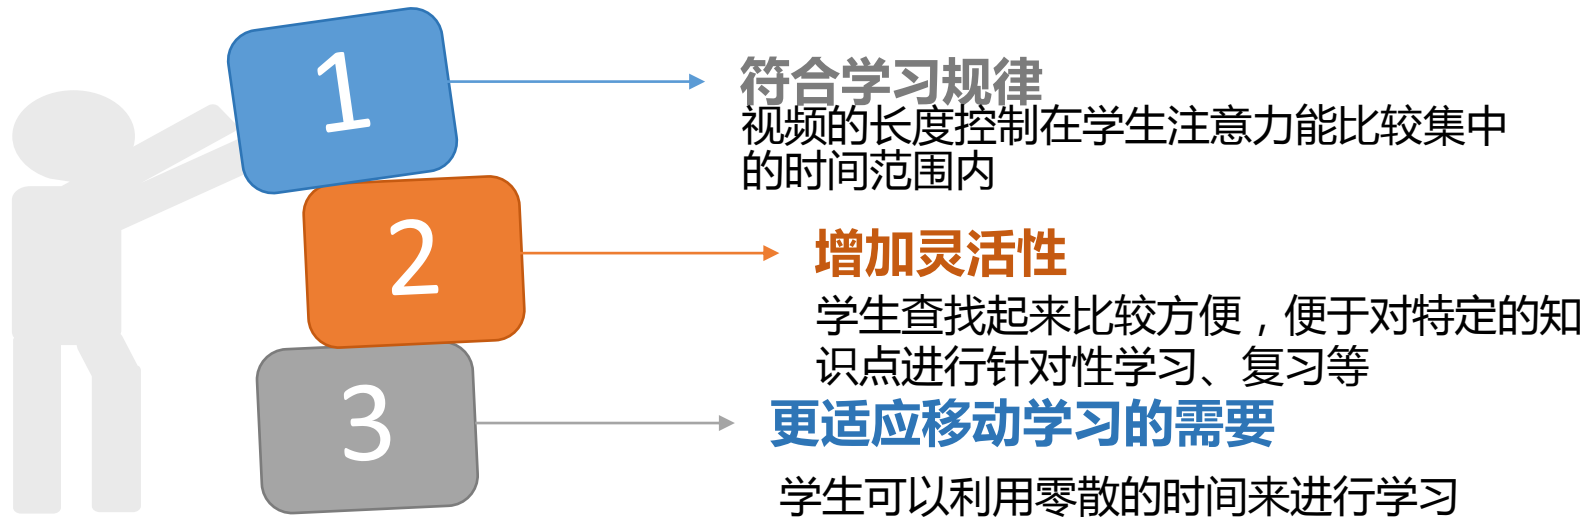 1
符合学习规律
视频的长度控制在学生注意力能比较集中
的时间范围内
2
增加灵活性
学生查找起来比较方便，便于对特定的知
识点进行针对性学习、复习等
3
更适应移动学习的需要
学生可以利用零散的时间来进行学习